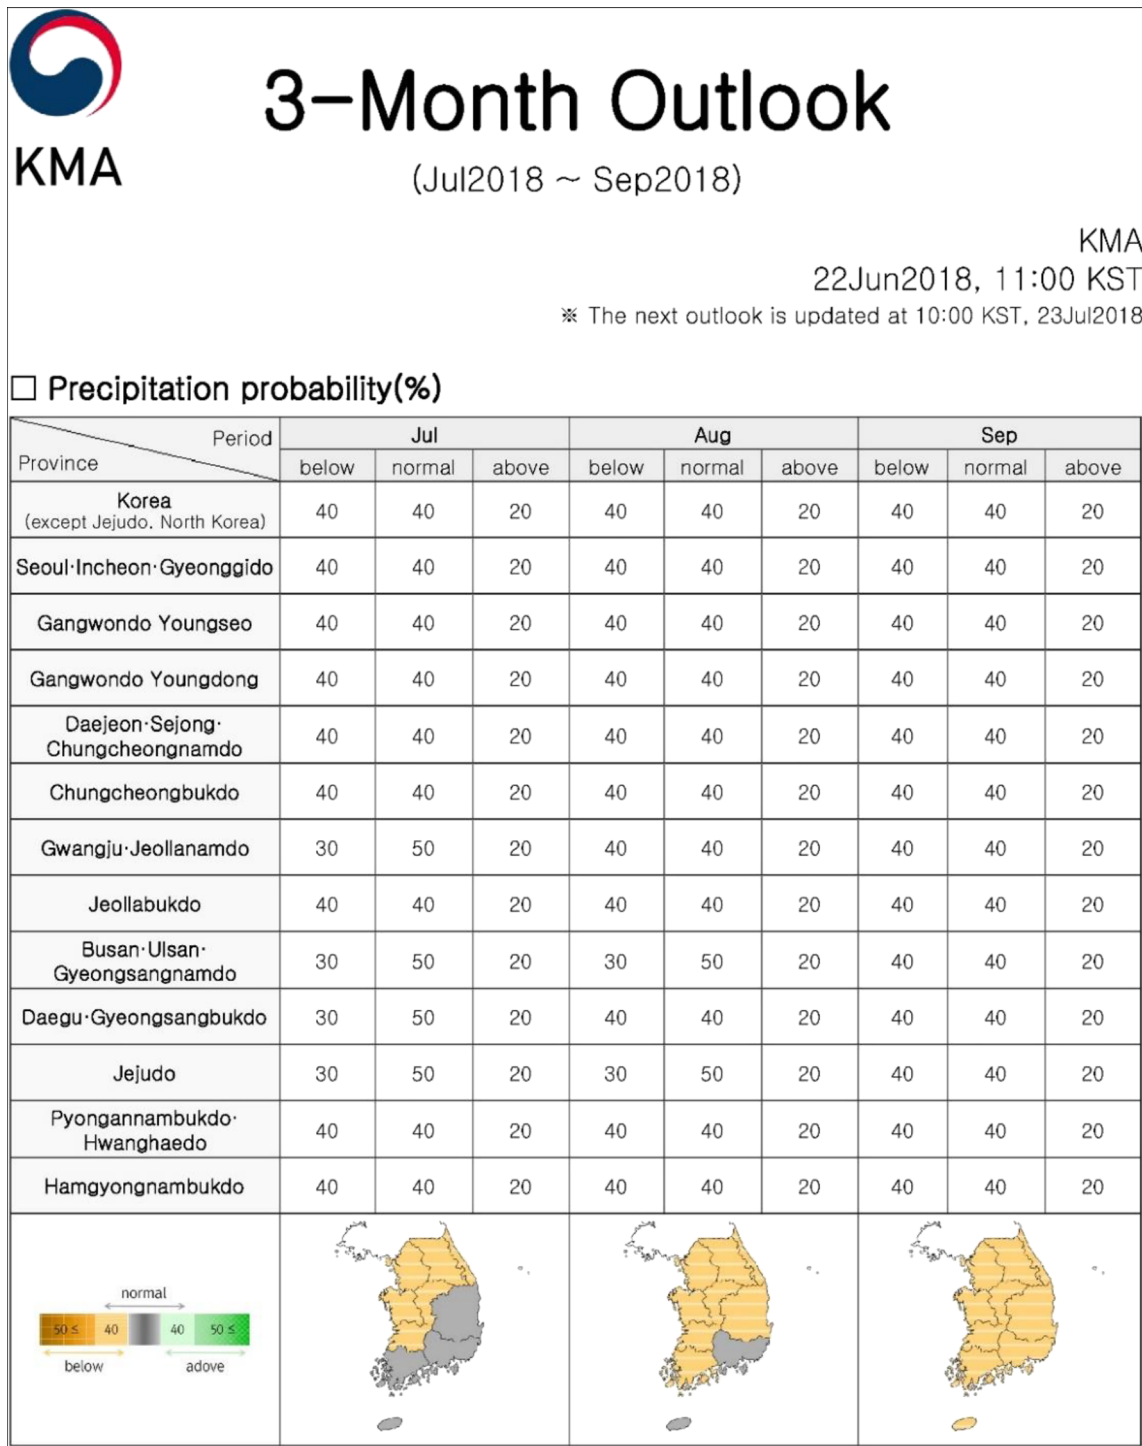 KMA
3-Month Outlook
(Jul2018 ~ Sep2018)
KMA
22Jun2018, 11:00 KST
※ The next outlook is updated at 10:00 KST, 23Jul2018
□ Precipitation probability(%)
Period Jul Aug Sep
Province below normal above below normal above below normal above
Korea
(except Jejudo. North Korea) 40 40 20 40 40 20 40 40 20
Seoul·Incheon·Gyeonggido 40 40 20 40 40 20 40 40 20
Gangwondo Youngseo 40 40 20 40 40 20 40 40 20
Gangwondo Youngdong 40 40 20 40 40 20 40 40 20
Daejeon·Sejong·
Chungcheongnamdo 40 40 20 40 40 20 40 40 20
Chungcheongbukdo 40 40 20 40 40 20 40 40 20
Gwangju·Jeollanamdo 30 50 20 40 40 20 40 40 20
Jeollabukdo 40 40 20 40 40 20 40 40 20
Busan·Ulsan·
Gyeongsangnamdo 30 50 20 30 50 20 40 40 20
Daegu·Gyeongsangbukdo 30 50 20 40 40 20 40 40 20
Jejudo 30 50 20 30 50 20 40 40 20
Pyongannambukdo·
Hwanghaedo 40 40 20 40 40 20 40 40 20
Hamgyongnambukdo 40 40 20 40 40 20 40 40 20
normal
50 ≤ 40 40 50 ≤
below adove